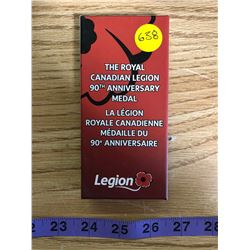 638
THE ROYAL
CANADIAN LEGION
90TH ANNIVERSARY
MEDAL
LA LÉGION
ROYALE CANADIENNE
MÉDAILLE DU
90e ANNIVERSAIRE
Legion
23 24 25 26 27 28